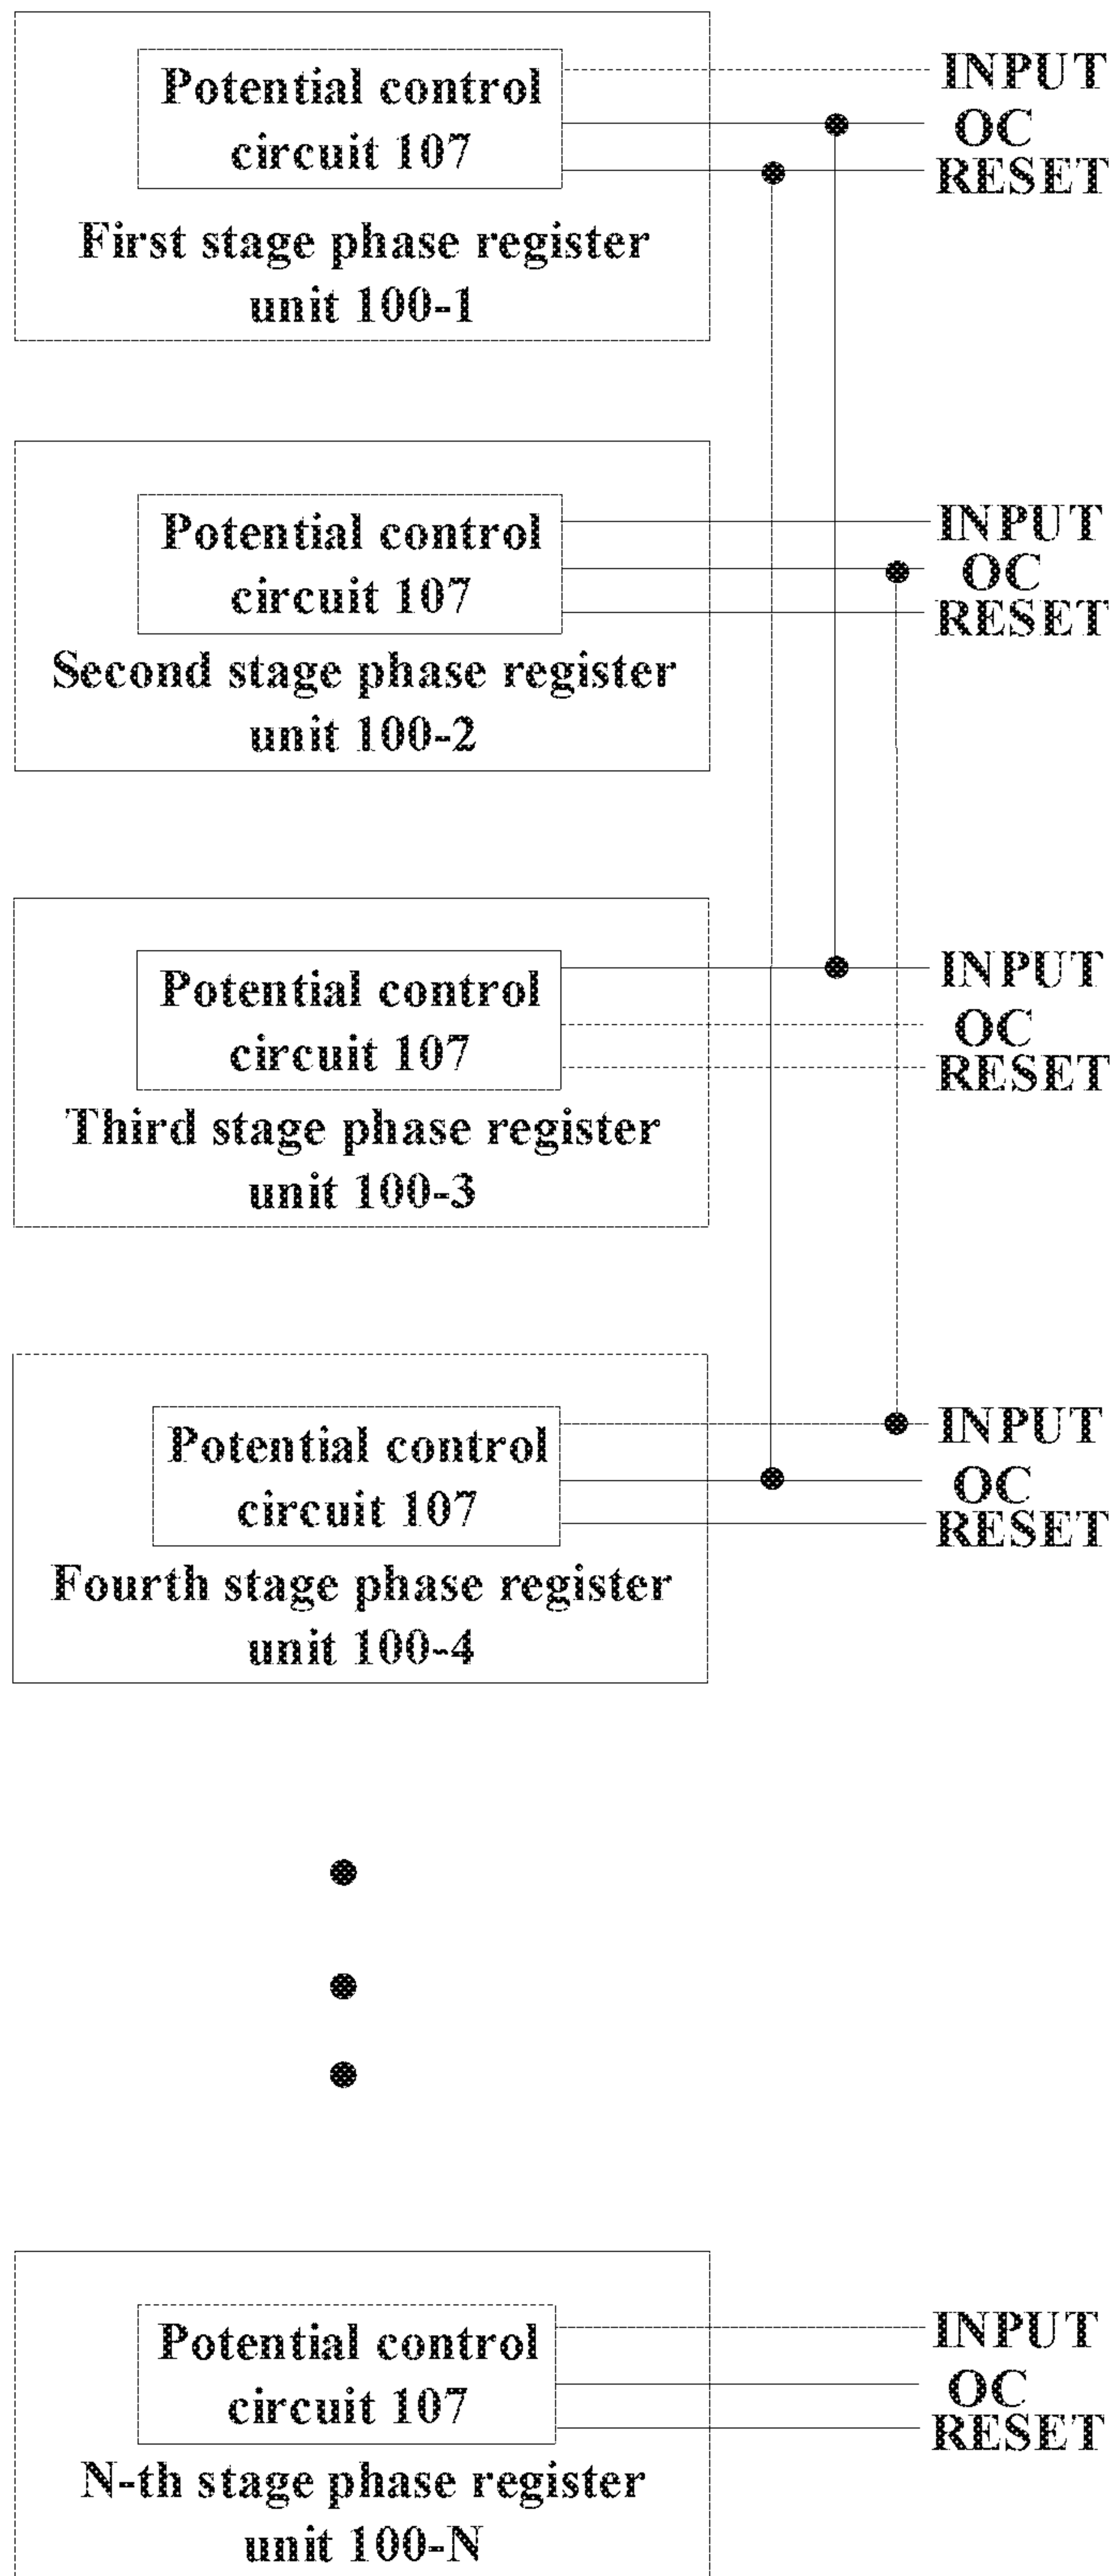 Potential control
circuit 107
INPUT
OC
RESET
First stage phase register
unit 100-1
Potential control
circuit 107
INPUT
OC
RESET
Second stage phase register
unit 100-2
Potential control
circuit 107
INPUT
OC
RESET
Third stage phase register
unit 100-3
Potential control
circuit 107
INPUT
OC
RESET
Fourth stage phase register
unit 100-4
Potential control
circuit 107
INPUT
OC
RESET
N-th stage phase register
unit 100-N